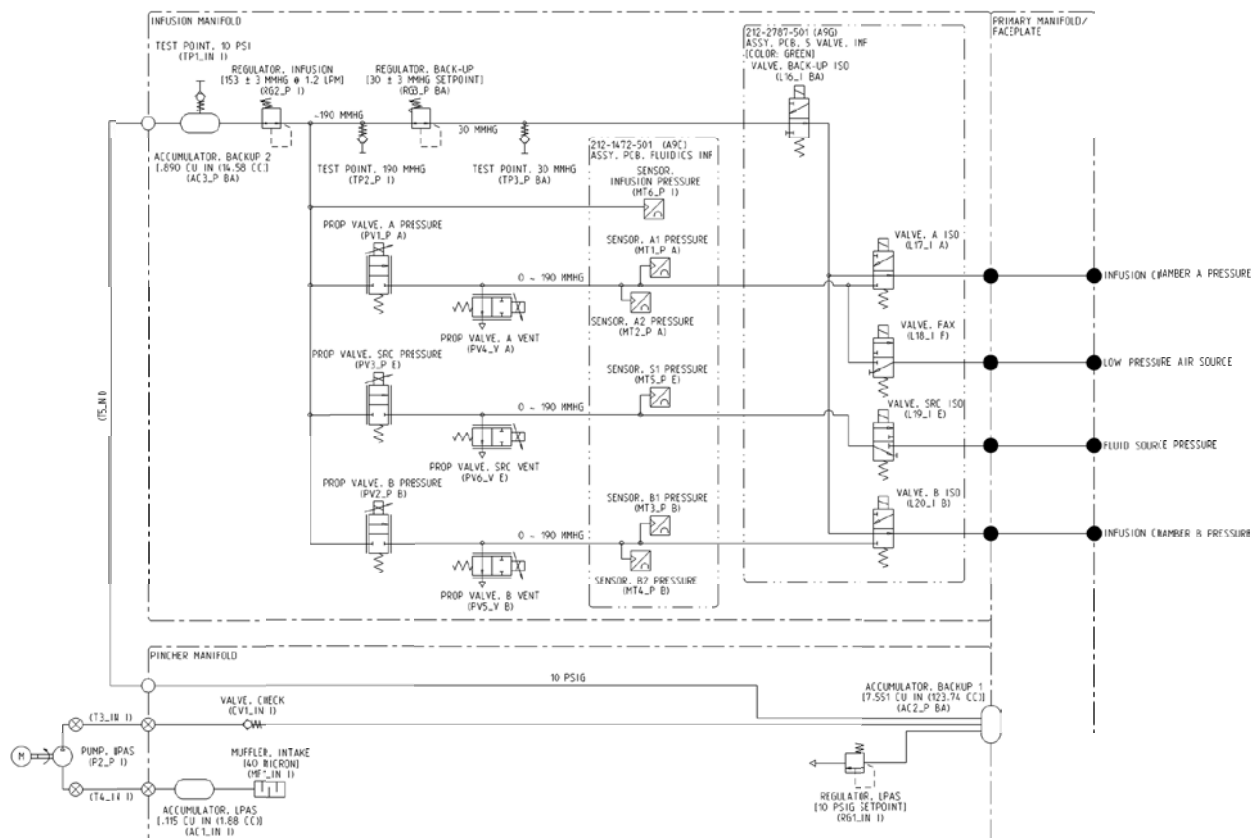 INFUSION MANIFOLD
PRIMARY MANIFOLD/
FACEPLATE
TEST POINT, 10 PSI
(TP1_IN I)
REGULATOR, INFUSION
[153 ± 3 MMHG @ 1.2 LPM]
(RG2_P I)
REGULATOR, BACK-UP
[30 ± 3 MMHG SETPOINT]
(RG3_P BA)
212-2787-501 (A9G)
ASSY, PCB, 5 VALVE, INF
[COLOR: GREEN]
VALVE, BACK-UP ISO
(L16_I BA)
~190 MMHG
30 MMHG
ACCUMULATOR, BACKUP 2
[.890 CU IN (14.58 CC)]
(AC3_P BA)
TEST POINT, 190 MMHG
(TP2_P I)
TEST POINT, 30 MMHG
(TP3_P BA)
212-1472-501 (A9C)
ASSY, PCB, FLUIDICS INF
SENSOR,
INFUSION PRESSURE
(MT6_P I)
PROP VALVE, A PRESSURE
(PV1_P A)
SENSOR, A1 PRESSURE
(MT1_P A)
VALVE, A ISO
(L17_I A)
0 - 190 MMHG
INFUSION CHAMBER A PRESSURE
SENSOR, A2 PRESSURE
(MT2_P A)
PROP VALVE, A VENT
(PV4_V A)
VALVE, FAX
(L18_I F)
LOW PRESSURE AIR SOURCE
PROP VALVE, SRC PRESSURE
(PV3_P E)
SENSOR, S1 PRESSURE
(MT5_P E)
0 - 190 MMHG
VALVE, SRC ISO
(L19_I E)
FLUID SOURCE PRESSURE
PROP VALVE, SRC VENT
(PV6_V E)
PROP VALVE, B PRESSURE
(PV2_P B)
SENSOR, B1 PRESSURE
(MT3_P B)
VALVE, B ISO
(L20_I B)
0 - 190 MMHG
INFUSION CHAMBER B PRESSURE
SENSOR, B2 PRESSURE
(MT4_P B)
PROP VALVE, B VENT
(PV5_V B)
PINCHER MANIFOLD
10 PSIG
ACCUMULATOR, BACKUP 1
[7.551 CU IN (123.74 CC)]
(AC2_P BA)
VALVE, CHECK
(CV1_IN I)
(T3_IN I)
M
PUMP, LPAS
(P2_P I)
MUFFLER, INTAKE
[40 MICRON]
(T4_IN I)
ACCUMULATOR, LPAS
[.115 CU IN (1.88 CC)]
(AC1_IN I)
REGULATOR, LPAS
[10 PSIG SETPOINT]
(RG1_IN I)